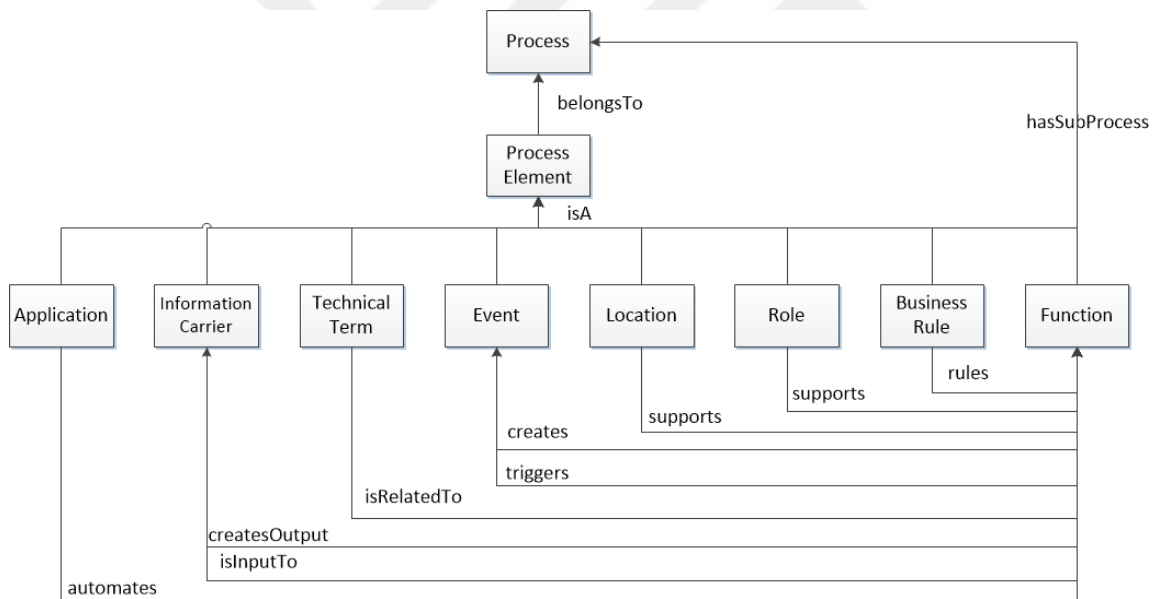 Process
belongsTo
hasSubProcess
Process
Element
isA
Application
Information
Carrier
Technical
Term
Event
Location
Role
Business
Rule
Function
rules
supports
supports
creates
triggers
isRelatedTo
createsOutput
isInputTo
automates